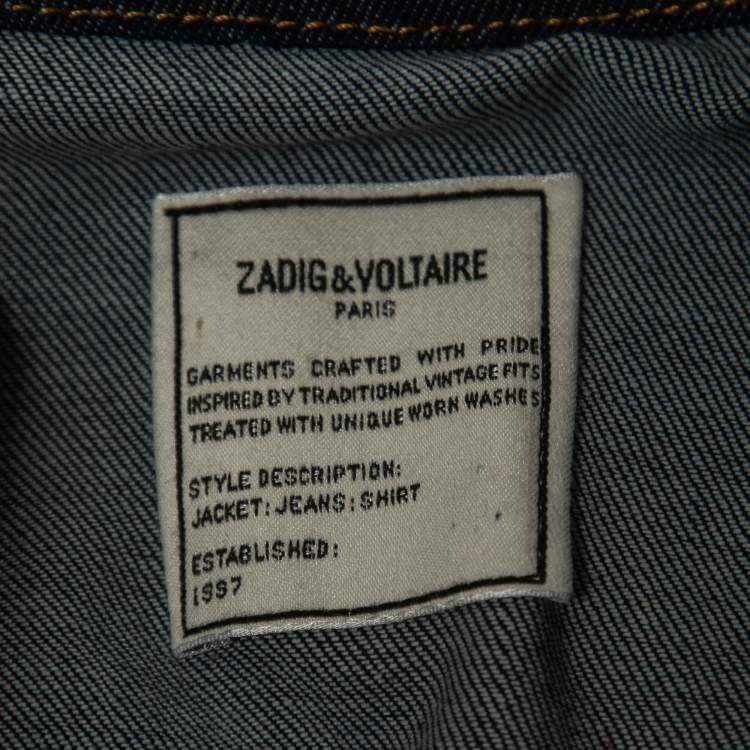 ZADIG&VOLTAIRE
PARIS
GARMENTS CRAFTED WITH PRIDE
INSPIRED BY TRADITIONAL VINTAGE FITS
TREATED WITH UNIQUE WORN WASHES
STYLE DESCRIPTION:
JACKET: JEANS: SHIRT
ESTABLISHED:
1997